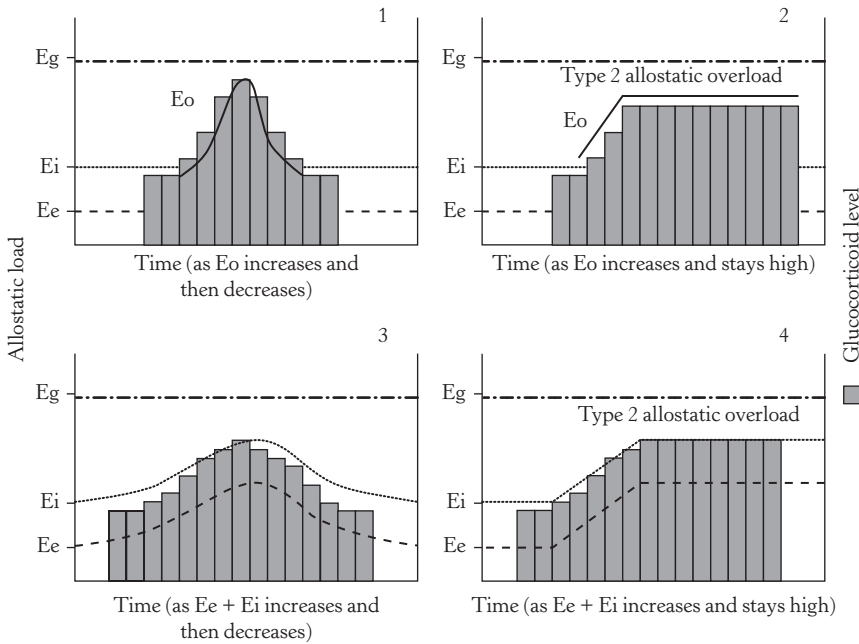 1
Eg
Eo
Ei
Ee
Time (as Eo increases and
then decreases)
2
Type 2 allostatic overload
Eg
Eo
Ei
Ee
Time (as Eo increases and stays high)
Allostatic load
Glucocorticoid level
3
Eg
Ei
Ee
Time (as Ee + Ei increases and
then decreases)
4
Eg
Type 2 allostatic overload
Ei
Ee
Time (as Ee + Ei increases and stays high)